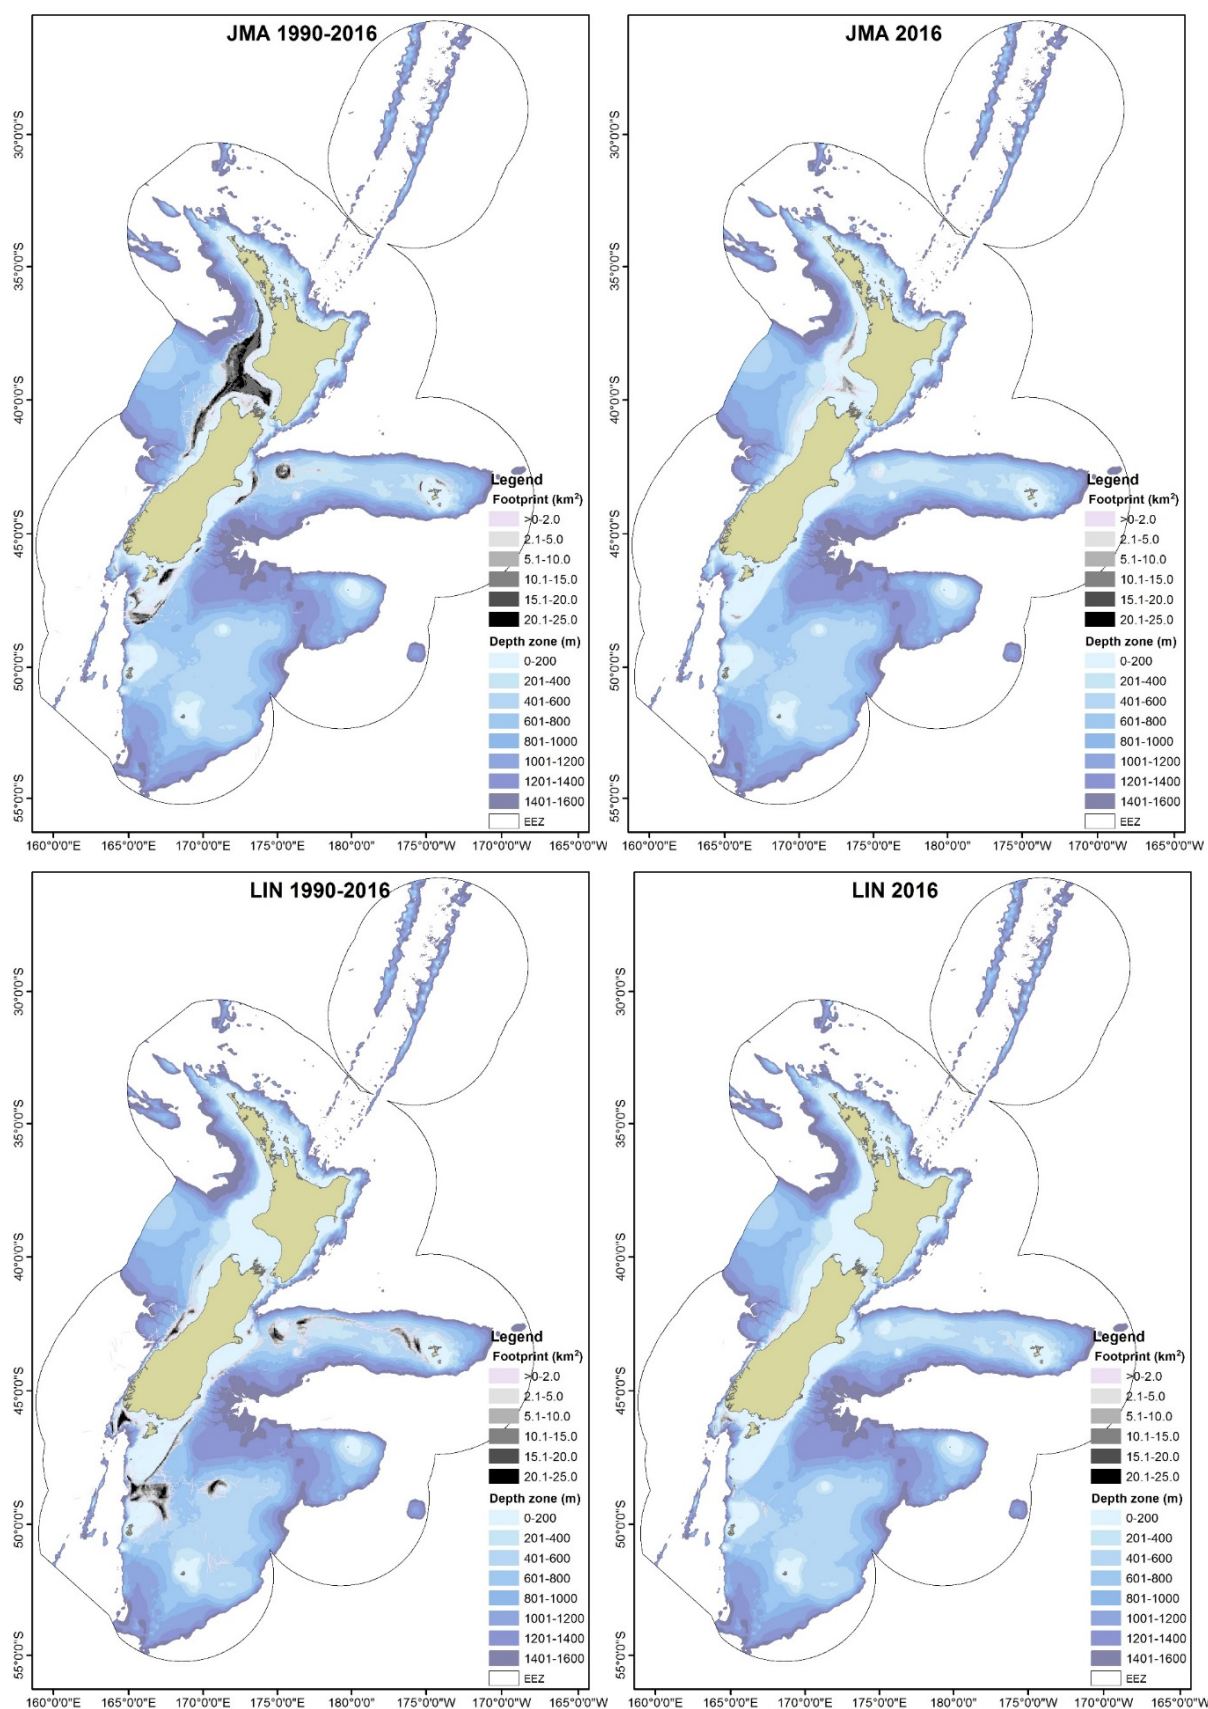 JMA 1990-2016
30°0'0"S
35°0'0"S
40°0'0"S
45°0'0"S
50°0'0"S
55°0'0"S
Legend
Footprint (km²)
>0-2.0
2.1-5.0
5.1-10.0
10.1-15.0
15.1-20.0
20.1-25.0
Depth zone (m)
0-200
201-400
401-600
601-800
801-1000
1001-1200
1201-1400
1401-1600
EEZ
160°0'0"E 165°0'0"E 170°0'0"E 175°0'0"E 180°0'0" 170°0'0"W 165°0'0"W
JMA 2016
30°0'0"S
35°0'0"S
40°0'0"S
45°0'0"S
50°0'0"S
55°0'0"S
Legend
Footprint (km²)
>0-2.0
2.1-5.0
5.1-10.0
10.1-15.0
15.1-20.0
20.1-25.0
Depth zone (m)
0-200
201-400
401-600
601-800
801-1000
1001-1200
1201-1400
1401-1600
EEZ
160°0'0"E 165°0'0"E 170°0'0"E 175°0'0"E 180°0'0" 175°0'0"W 170°0'0"W 165°0'0"W
LIN 1990-2016
30°0'0"S
35°0'0"S
40°0'0"S
45°0'0"S
50°0'0"S
55°0'0"S
Legend
Footprint (km²)
>0-2.0
2.1-5.0
5.1-10.0
10.1-15.0
15.1-20.0
20.1-25.0
Depth zone (m)
0-200
201-400
401-600
601-800
801-1000
1001-1200
1201-1400
1401-1600
EEZ
160°0'0"E 165°0'0"E 170°0'0"E 175°0'0"E 180°0'0" 170°0'0"W 165°0'0"W
LIN 2016
30°0'0"S
35°0'0"S
40°0'0"S
45°0'0"S
50°0'0"S
55°0'0"S
Legend
Footprint (km²)
>0-2.0
2.1-5.0
5.1-10.0
10.1-15.0
15.1-20.0
20.1-25.0
Depth zone (m)
0-200
201-400
401-600
601-800
801-1000
1001-1200
1201-1400
1401-1600
EEZ
160°0'0"E 165°0'0"E 170°0'0"E 175°0'0"E 180°0'0" 170°0'0"W 165°0'0"W